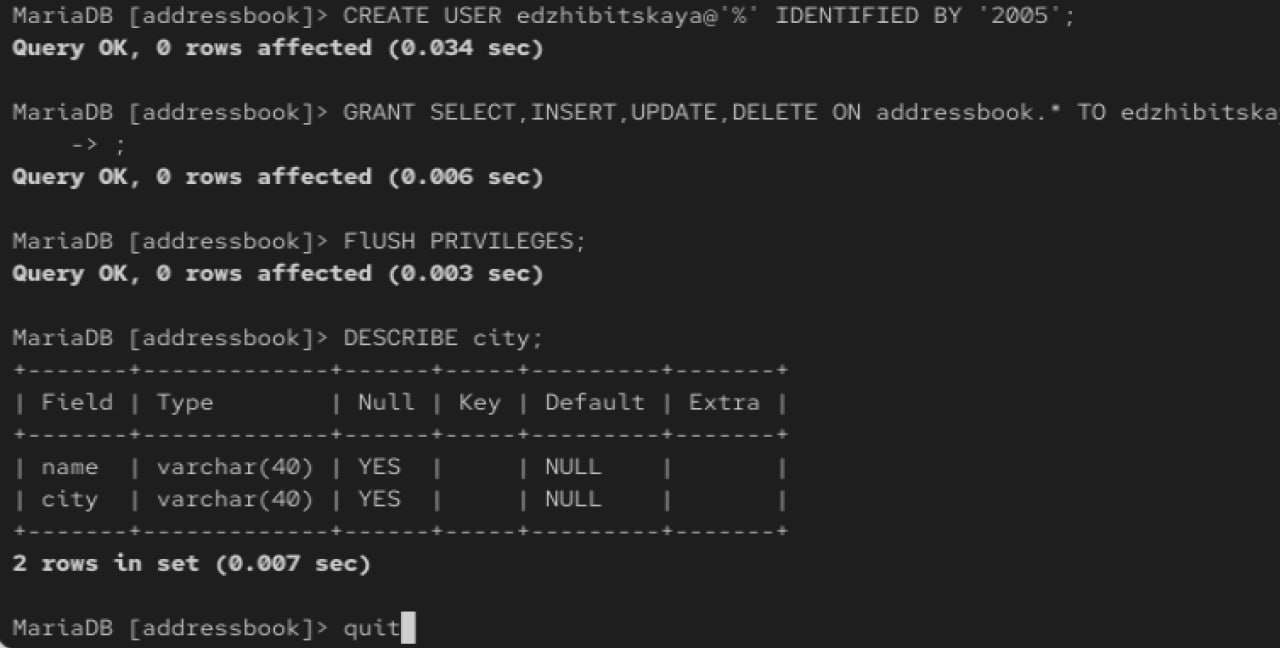 MariaDB [addressbook]> CREATE USER edzhibitskaya@'%' IDENTIFIED BY '2005';
Query OK, 0 rows affected (0.034 sec)
MariaDB [addressbook]> GRANT SELECT,INSERT,UPDATE,DELETE ON addressbook.* TO edzhibitska
    -> ;
Query OK, 0 rows affected (0.006 sec)
MariaDB [addressbook]> FlUSH PRIVILEGES;
Query OK, 0 rows affected (0.003 sec)
MariaDB [addressbook]> DESCRIBE city;
+-------+-------------+------+-----+---------+-------+
| Field | Type        | Null | Key | Default | Extra |
+-------+-------------+------+-----+---------+-------+
| name  | varchar(40) | YES  |     | NULL    |       |
| city  | varchar(40) | YES  |     | NULL    |       |
+-------+-------------+------+-----+---------+-------+
2 rows in set (0.007 sec)
MariaDB [addressbook]> quit